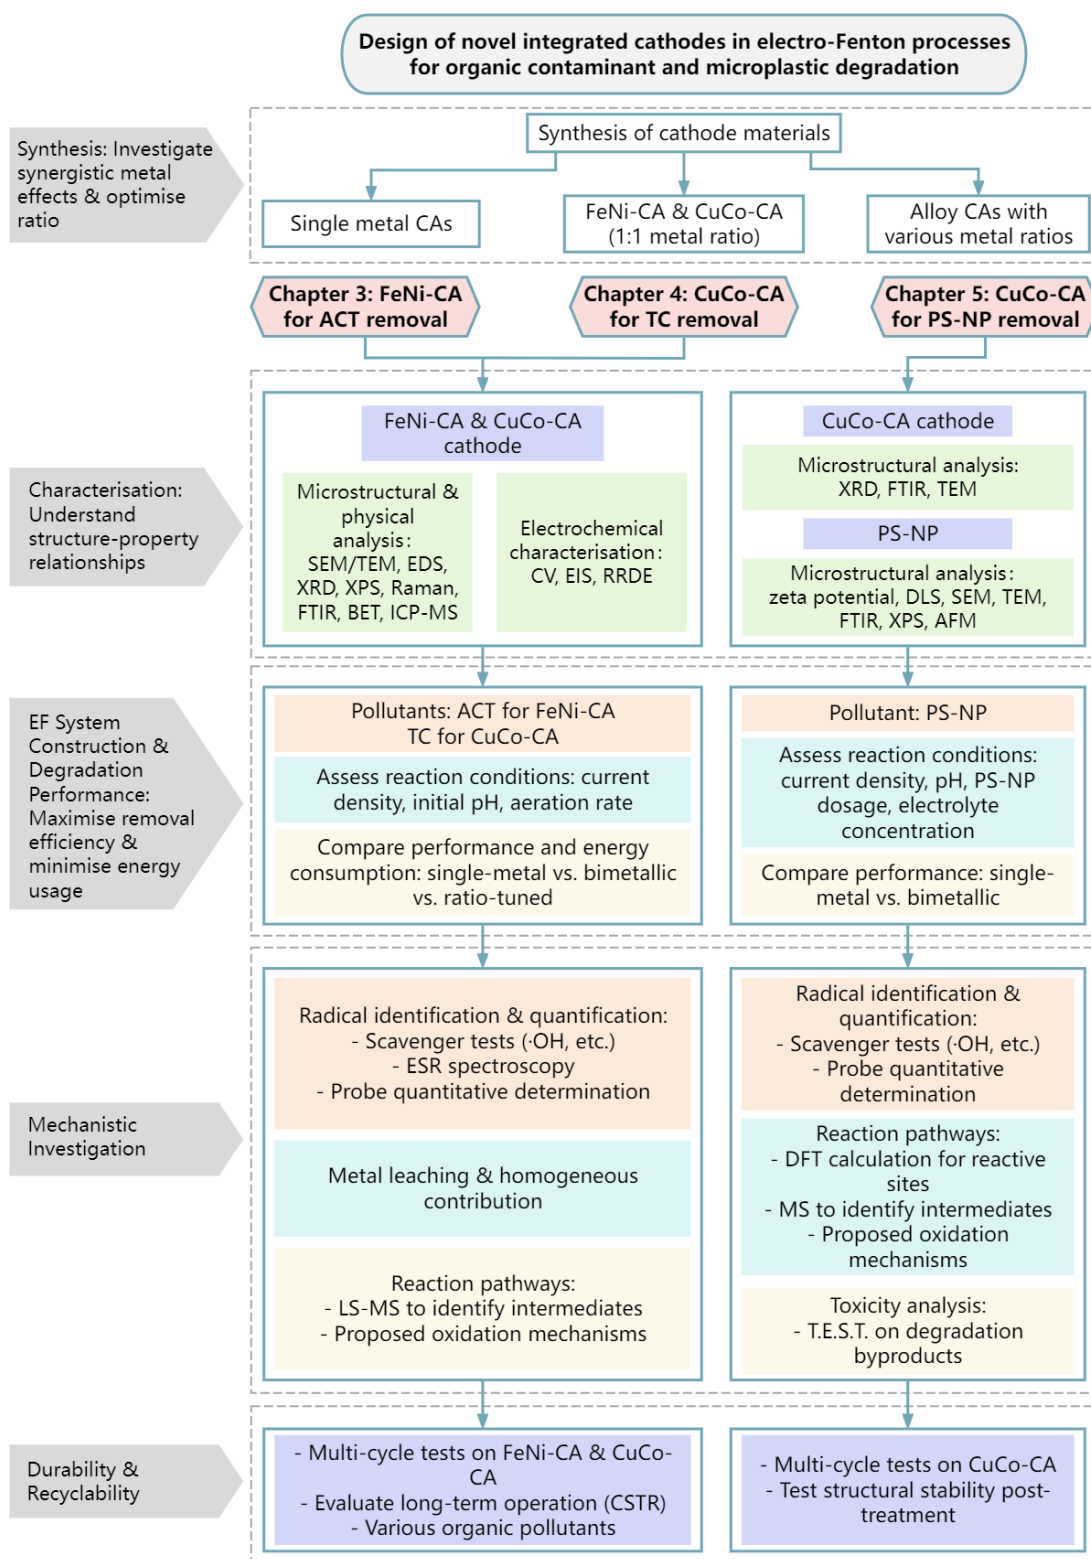 Design of novel integrated cathodes in electro-Fenton processes
for organic contaminant and microplastic degradation
Synthesis: Investigate
synergistic metal
effects & optimise
ratio
Synthesis of cathode materials
Single metal CAs
FeNi-CA & CuCo-CA
(1:1 metal ratio)
Alloy CAs with
various metal ratios
Chapter 3: FeNi-CA
for ACT removal
Chapter 4: CuCo-CA
for TC removal
Chapter 5: CuCo-CA
for PS-NP removal
Characterisation:
Understand
structure-property
relationships
FeNi-CA & CuCo-CA
cathode
Microstructural &
physical
analysis:
SEM/TEM, EDS,
XRD, XPS, Raman,
FTIR, BET, ICP-MS
Electrochemical
characterisation:
CV, EIS, RRDE
CuCo-CA cathode
Microstructural analysis:
XRD, FTIR, TEM
PS-NP
Microstructural analysis:
zeta potential, DLS, SEM, TEM,
FTIR, XPS, AFM
EF System
Construction &
Degradation
Performance:
Maximise removal
efficiency &
minimise energy
usage
Pollutants: ACT for FeNi-CA
TC for CuCo-CA
Assess reaction conditions: current
density, initial pH, aeration rate
Compare performance and energy
consumption: single-metal vs. bimetallic
vs. ratio-tuned
Pollutant: PS-NP
Assess reaction conditions:
current density, pH, PS-NP
dosage, electrolyte
concentration
Compare performance: single-
metal vs. bimetallic
Mechanistic
Investigation
Radical identification & quantification:
- Scavenger tests (·OH, etc.)
- ESR spectroscopy
- Probe quantitative determination
Metal leaching & homogeneous
contribution
Reaction pathways:
- LS-MS to identify intermediates
- Proposed oxidation mechanisms
Radical identification &
quantification:
- Scavenger tests (·OH, etc.)
- Probe quantitative
determination
Reaction pathways:
- DFT calculation for reactive
sites
- MS to identify intermediates
- Proposed oxidation
mechanisms
Toxicity analysis:
- T.E.S.T. on degradation
byproducts
Durability &
Recyclability
- Multi-cycle tests on FeNi-CA & CuCo-
CA
- Evaluate long-term operation (CSTR)
- Various organic pollutants
- Multi-cycle tests on CuCo-CA
- Test structural stability post-
treatment